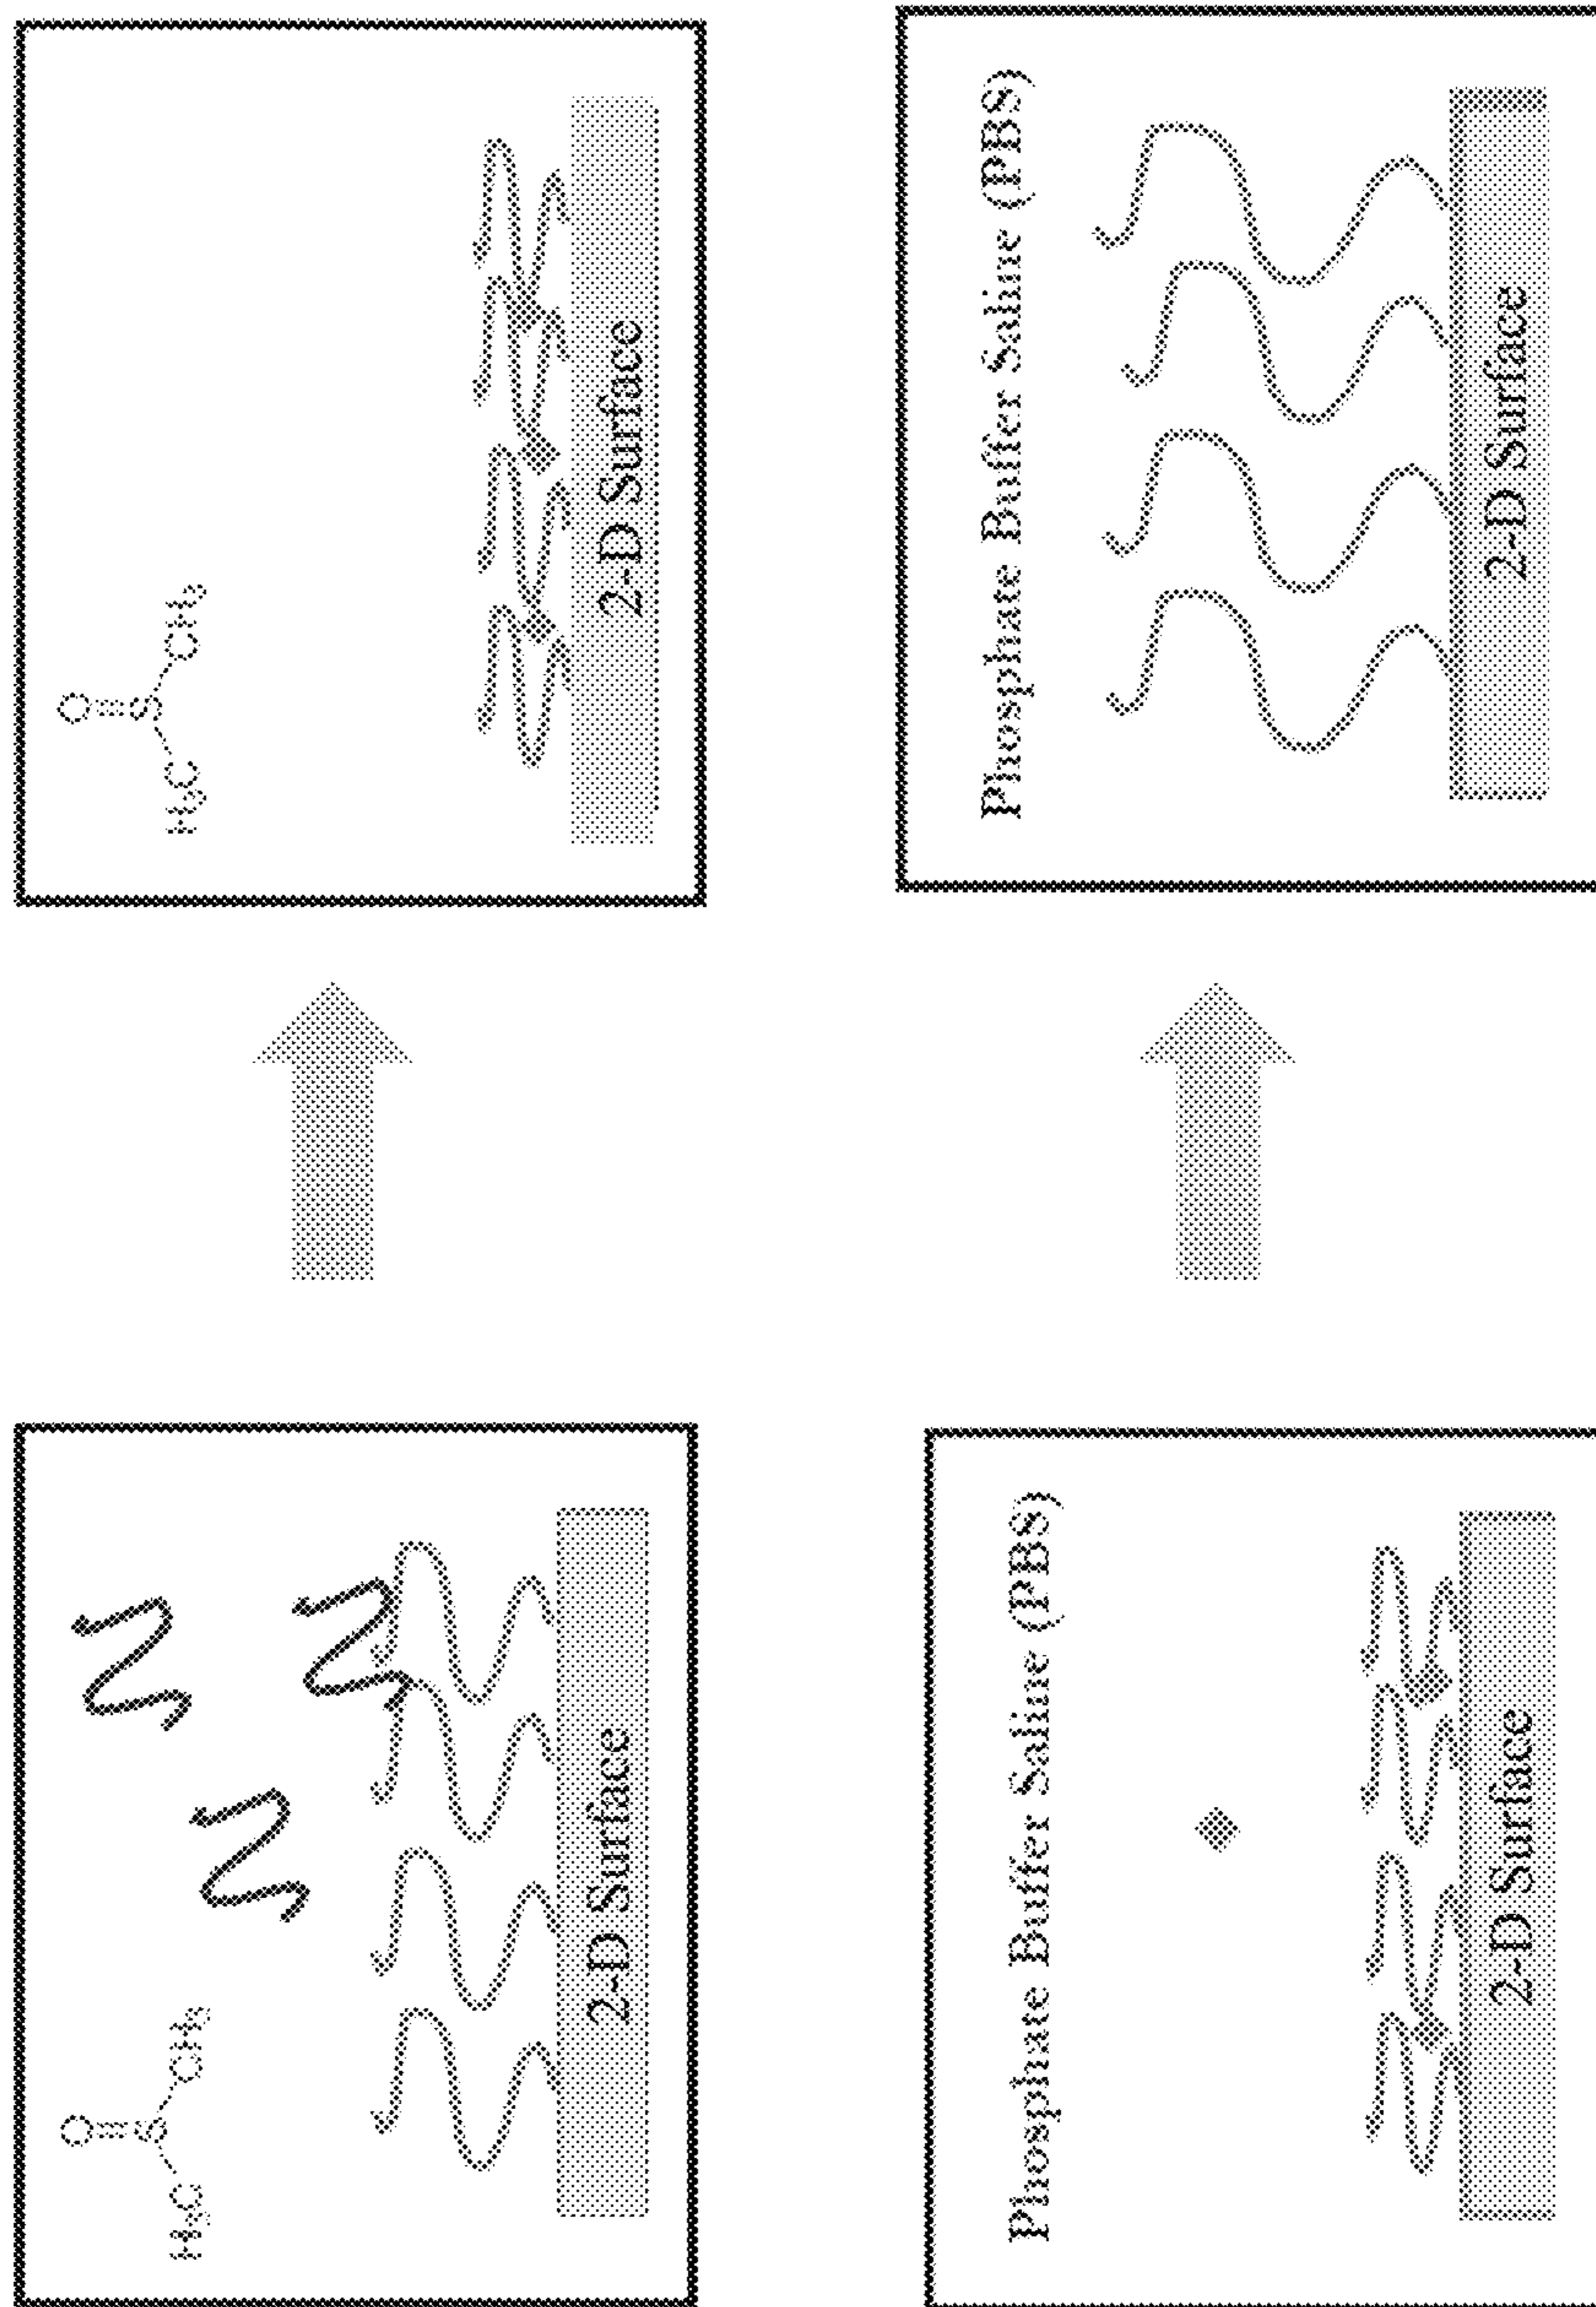 O
S
H₃C CH₃
2-D Surface
O
S
H₃C CH₃
2-D Surface
Phosphate Buffer Saline (PBS)
2-D Surface
Phosphate Buffer Saline (PBS)
2-D Surface